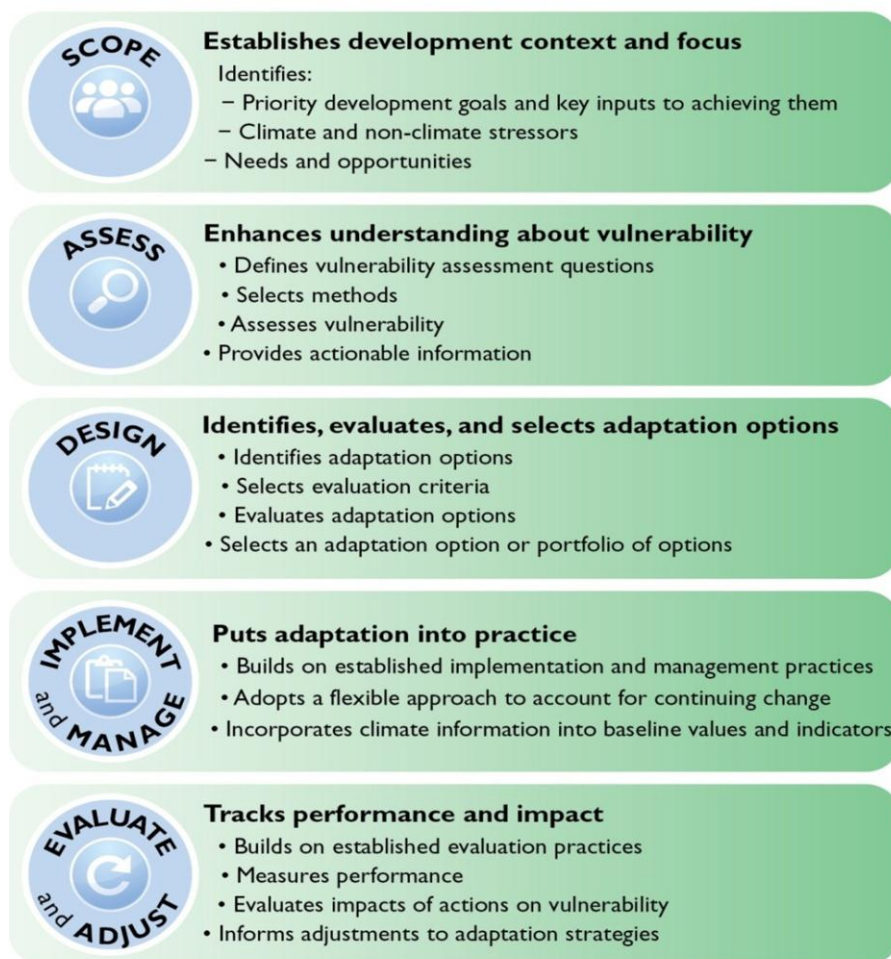 SCOPE
Establishes development context and focus
Identifies:
– Priority development goals and key inputs to achieving them
– Climate and non-climate stressors
– Needs and opportunities
ASSESS
Enhances understanding about vulnerability
• Defines vulnerability assessment questions
• Selects methods
• Assesses vulnerability
• Provides actionable information
DESIGN
Identifies, evaluates, and selects adaptation options
• Identifies adaptation options
• Selects evaluation criteria
• Evaluates adaptation options
• Selects an adaptation option or portfolio of options
IMPLEMENT
and MANAGE
Puts adaptation into practice
• Builds on established implementation and management practices
• Adopts a flexible approach to account for continuing change
• Incorporates climate information into baseline values and indicators
EVALUATE
and ADJUST
Tracks performance and impact
• Builds on established evaluation practices
• Measures performance
• Evaluates impacts of actions on vulnerability
• Informs adjustments to adaptation strategies